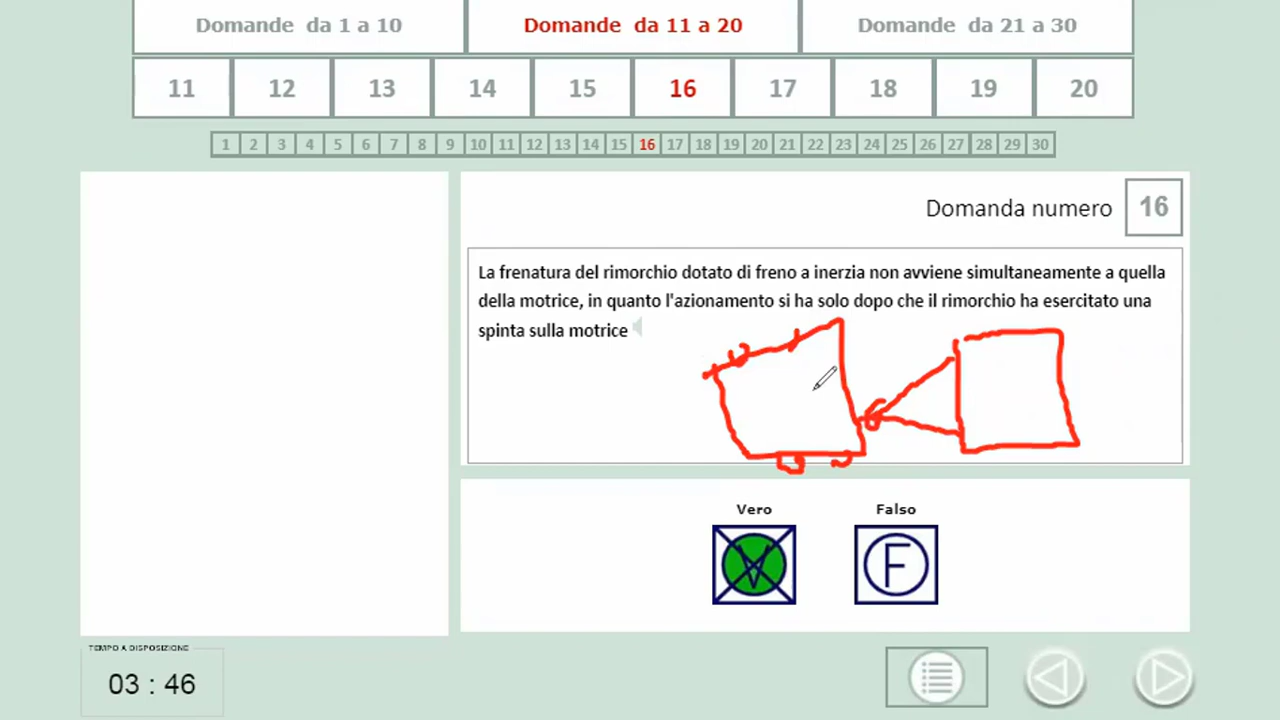 Domande da 1 a 10
Domande da 11 a 20
Domande da 21 a 30
11 12 13 14 15 16 17 18 19 20
1 2 3 4 5 6 7 8 9 10 11 12 13 14 15 16 17 18 19 20 21 22 23 24 25 26 27 28 29 30
Domanda numero 16
La frenatura del rimorchio dotato di freno a inerzia non avviene simultaneamente a quella
della motrice, in quanto l'azionamento si ha solo dopo che il rimorchio ha esercitato una
spinta sulla motrice
Vero
Falso
V
F
TEMPO A DISPOSIZIONE
03 : 46